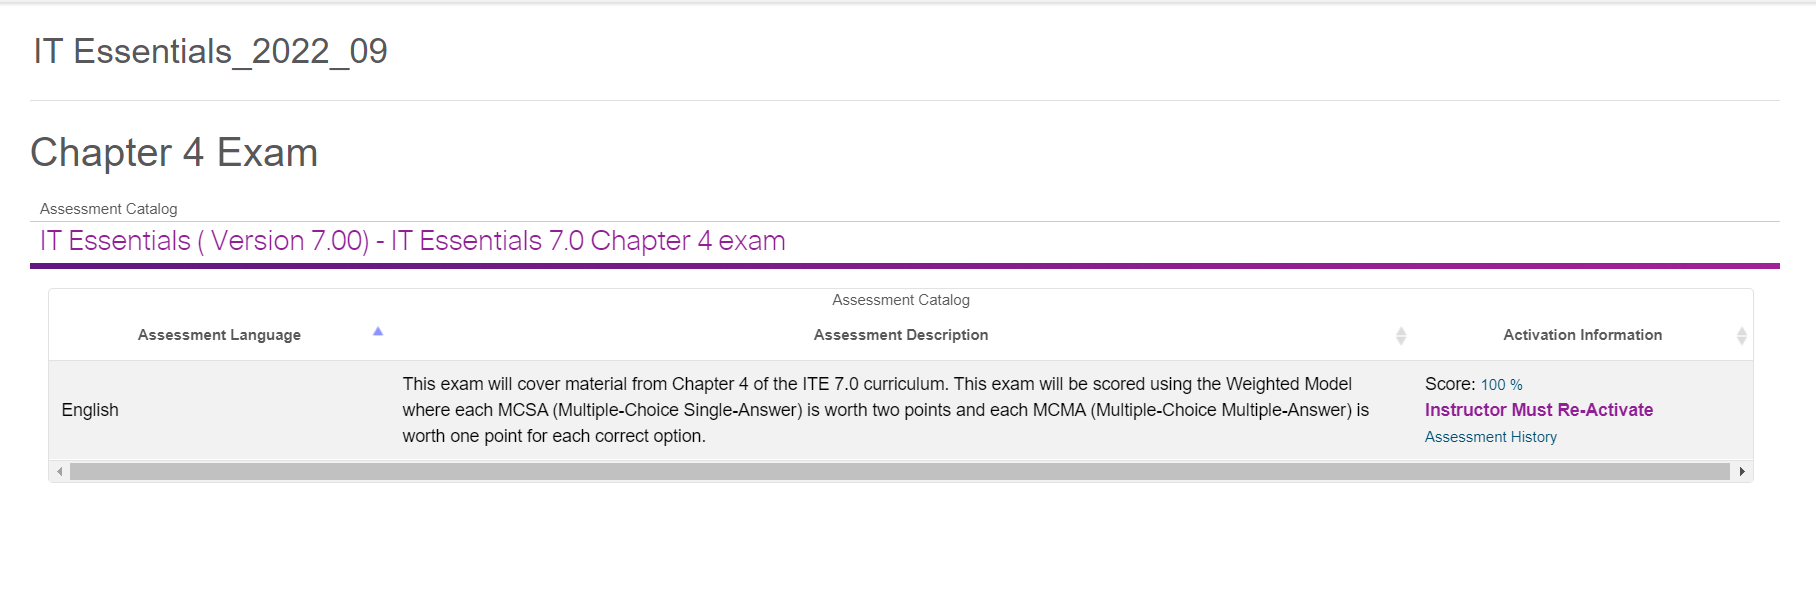 IT Essentials_2022_09
Chapter 4 Exam
Assessment Catalog
IT Essentials ( Version 7.00) - IT Essentials 7.0 Chapter 4 exam
Assessment Catalog
Assessment Language Assessment Description Activation Information
English
This exam will cover material from Chapter 4 of the ITE 7.0 curriculum. This exam will be scored using the Weighted Model
where each MCSA (Multiple-Choice Single-Answer) is worth two points and each MCMA (Multiple-Choice Multiple-Answer) is
worth one point for each correct option.
Score: 100 %
Instructor Must Re-Activate
Assessment History